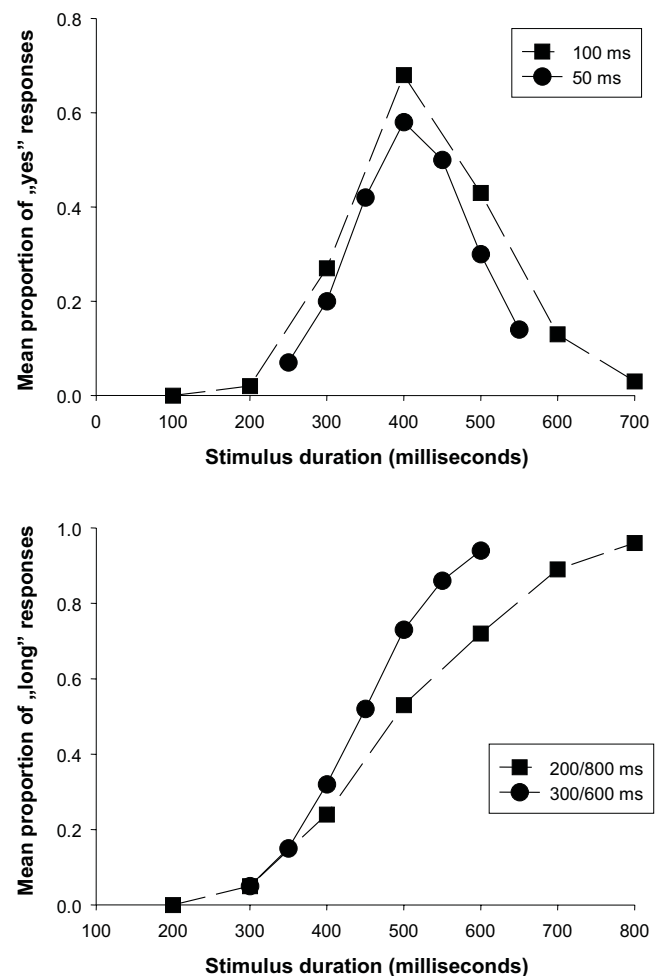 0.8
100 ms
50 ms
0.6
0.4
0.2
0.0
Mean proportion of „yes” responses
0 100 200 300 400 500 600 700
Stimulus duration (milliseconds)
1.0
0.8
0.6
0.4
0.2
0.0
Mean proportion of „long” responses
200/800 ms
300/600 ms
100 200 300 400 500 600 700 800
Stimulus duration (milliseconds)